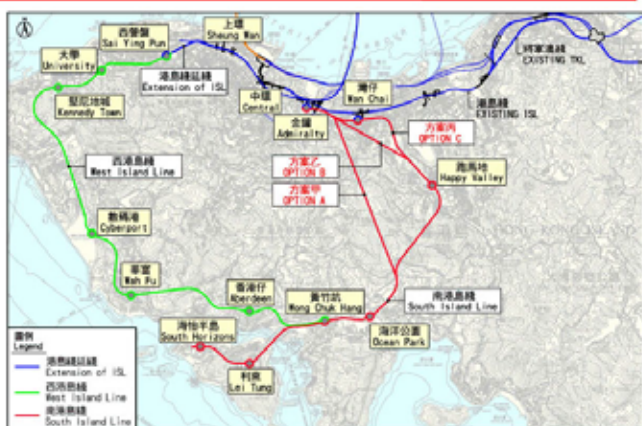 西營盤
Sai Ying Pun
上環
Sheung Wan
大學
University
港島綫延綫
Extension of ISL
中環
Central
灣仔
Wan Chai
將軍澳綫
EXISTING TKL
港島綫
EXISTING ISL
堅尼地城
Kennedy Town
金鐘
Admiralty
方案丙
OPTION C
西港島綫
West Island Line
方案乙
OPTION B
跑馬地
Happy Valley
方案甲
OPTION A
數碼港
Cyberport
華富
Wah Fu
香港仔
Aberdeen
黃竹坑
Wong Chuk Hang
南港島綫
South Island Line
海怡半島
South Horizons
海洋公園
Ocean Park
利東
Lei Tung
圖例
Legend
港島綫延綫
Extension of ISL
西港島綫
West Island Line
南港島綫
South Island Line